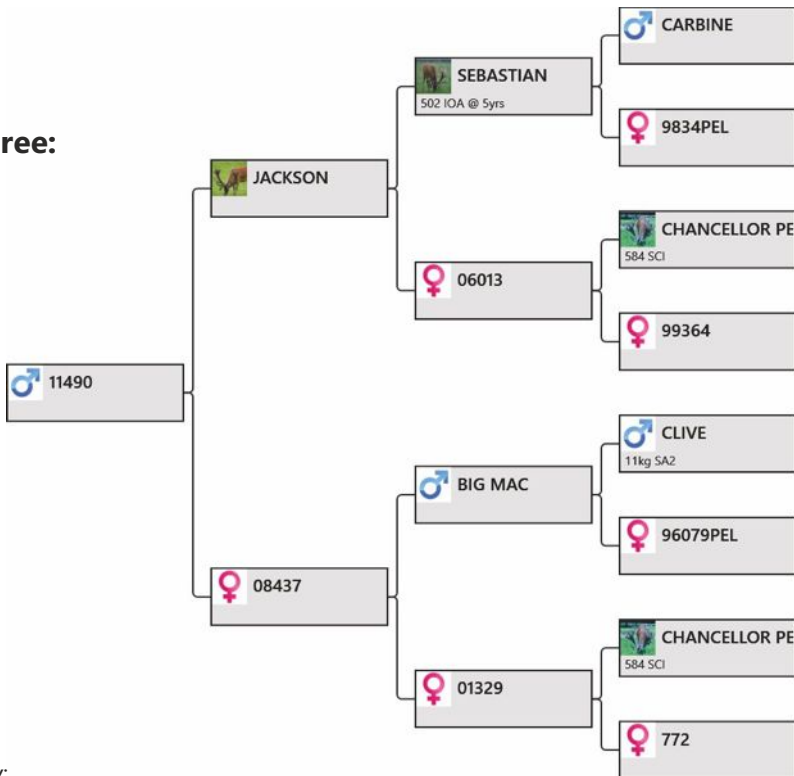 ree:
CARBINE
SEBASTIAN
502 IOA @ 5yrs
9834PEL
JACKSON
CHANCELLOR PE
584 SCI
06013
99364
11490
CLIVE
11kg SA2
BIG MAC
96079PEL
08437
CHANCELLOR PE
584 SCI
01329
772